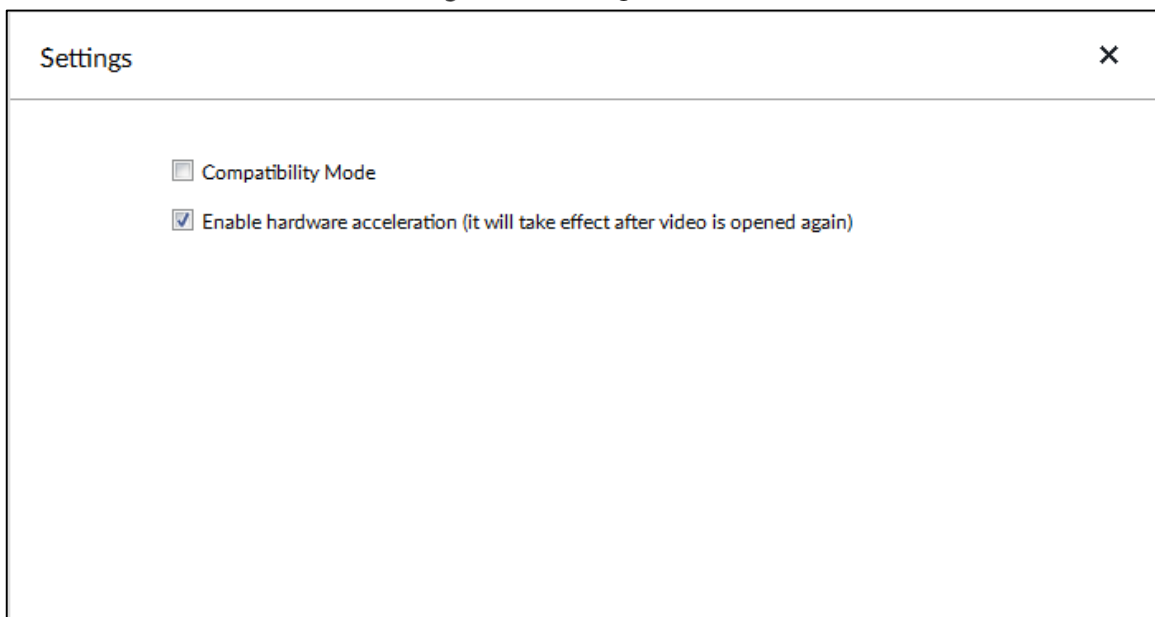 Settings
Compatibility Mode
Enable hardware acceleration (it will take effect after video is opened again)